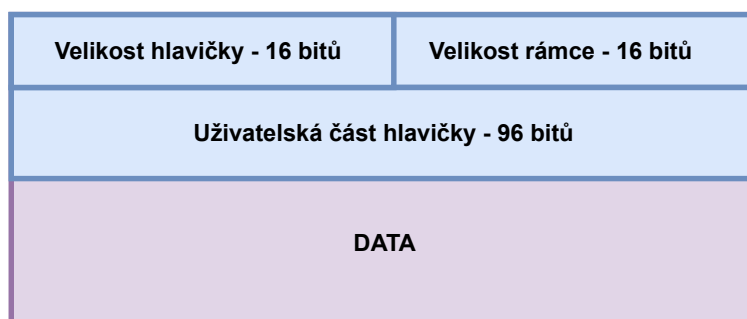 Velikost hlavičky - 16 bitů
Velikost rámce - 16 bitů
Uživatelská část hlavičky - 96 bitů
DATA